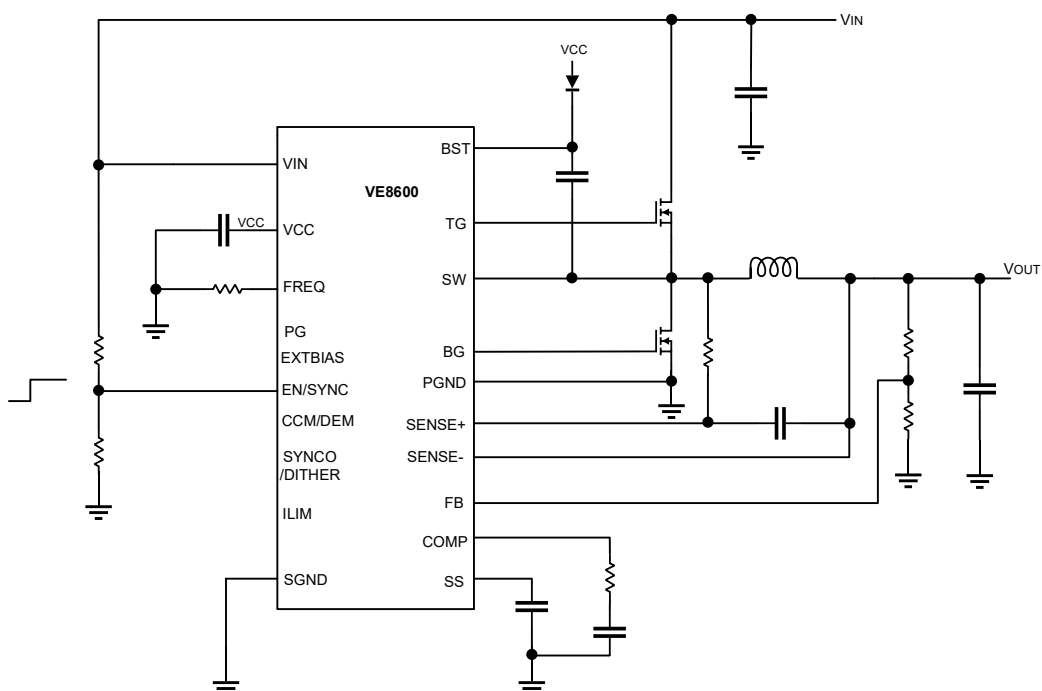 VIN
VCC
BST
VIN
VE8600
TG
VCC
VCC
FREQ
SW
VOUT
PG
EXTBIAS
BG
EN/SYNC
PGND
CCM/DEM
SENSE+
SYNCO
/DITHER
SENSE-
FB
ILIM
COMP
SGND
SS